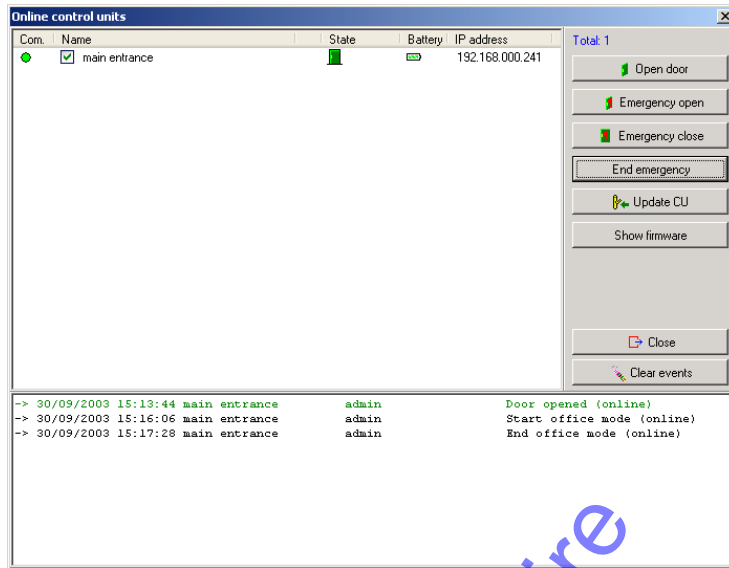 Online control units
Com. Name State Battery IP address
main entrance 192.168.000.241
Total: 1
Open door
Emergency open
Emergency close
End emergency
Update CU
Show firmware
Close
Clear events
-> 30/09/2003 15:13:44 main entrance admin Door opened (online)
-> 30/09/2003 15:16:06 main entrance admin Start office mode (online)
-> 30/09/2003 15:17:28 main entrance admin End office mode (online)